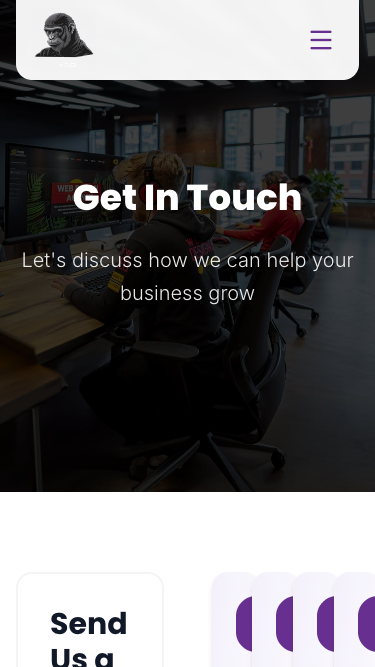 Get In Touch
Let's discuss how we can help your
business grow
Send
Us a